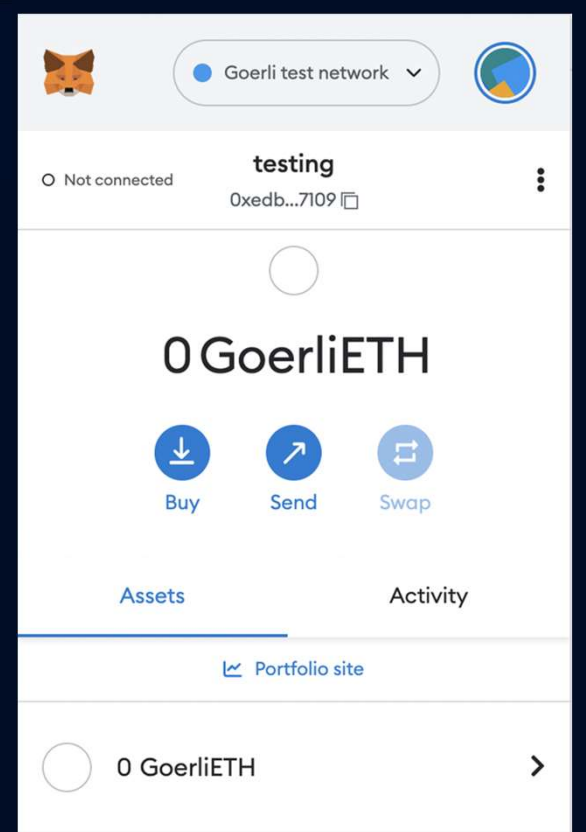 Goerli test network
testing
Not connected
0xedb...7109
0 GoerliETH
Buy
Send
Swap
Assets
Activity
Portfolio site
0 GoerliETH